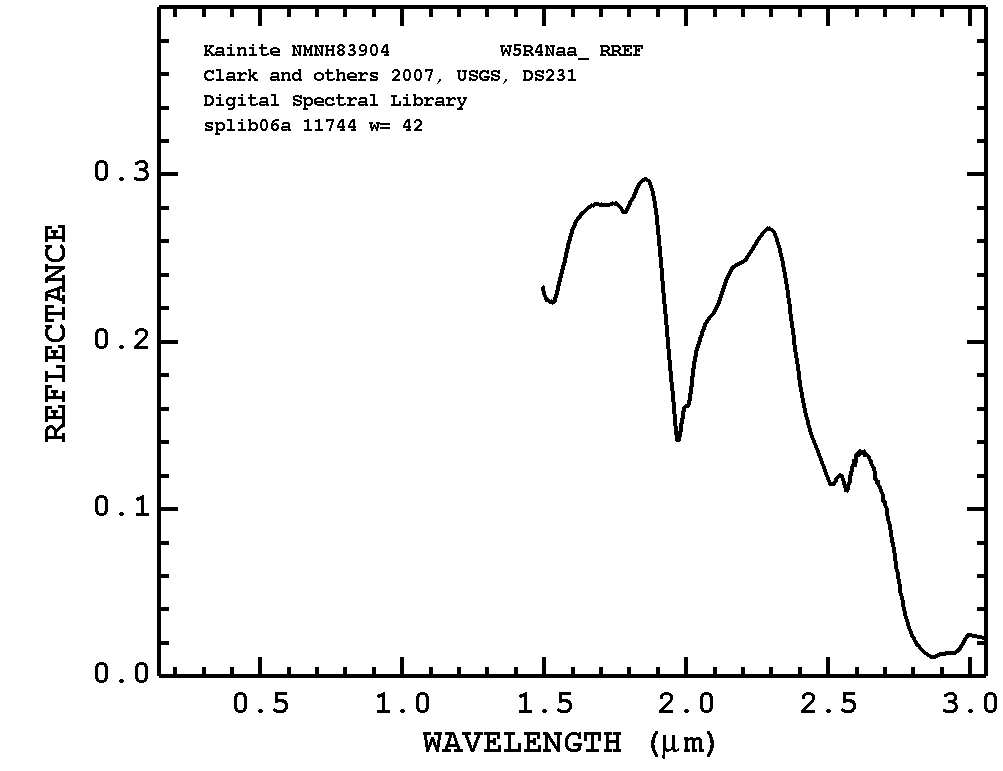 Kainite NMNH83904 W5R4Naa_ RREF
Clark and others 2007, USGS, DS231
Digital Spectral Library
splib06a 11744 w= 42
REFLECTANCE
0.3
0.2
0.1
0.0
0.5 1.0 1.5 2.0 2.5 3.0
WAVELENGTH (μm)